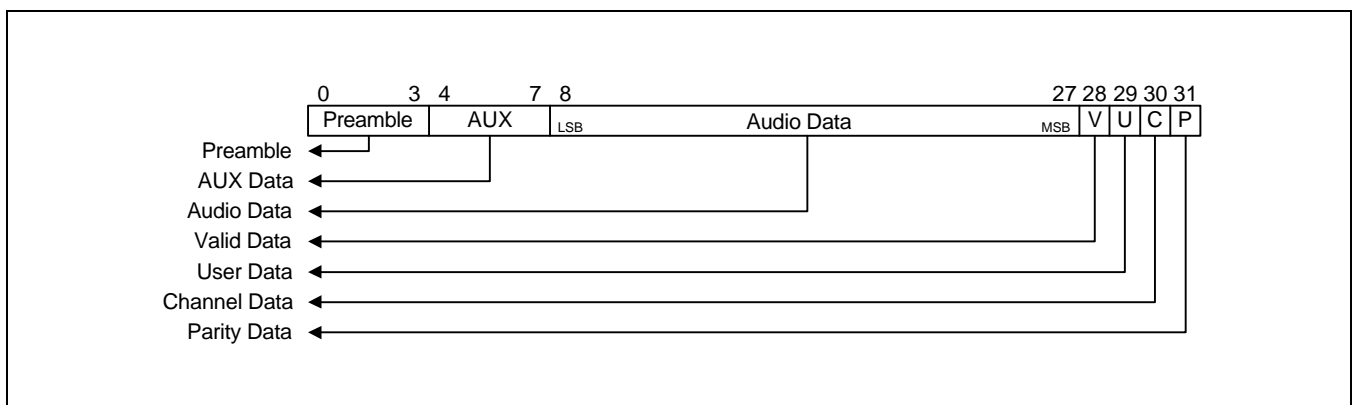 0 3 4 7 8 27 28 29 30 31
Preamble AUX LSB Audio Data MSB V U C P
Preamble
AUX Data
Audio Data
Valid Data
User Data
Channel Data
Parity Data